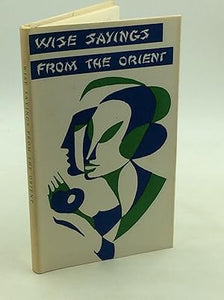 WISE SAYINGS
FROM THE ORIENT
WISE SAYINGS FROM THE ORIENT